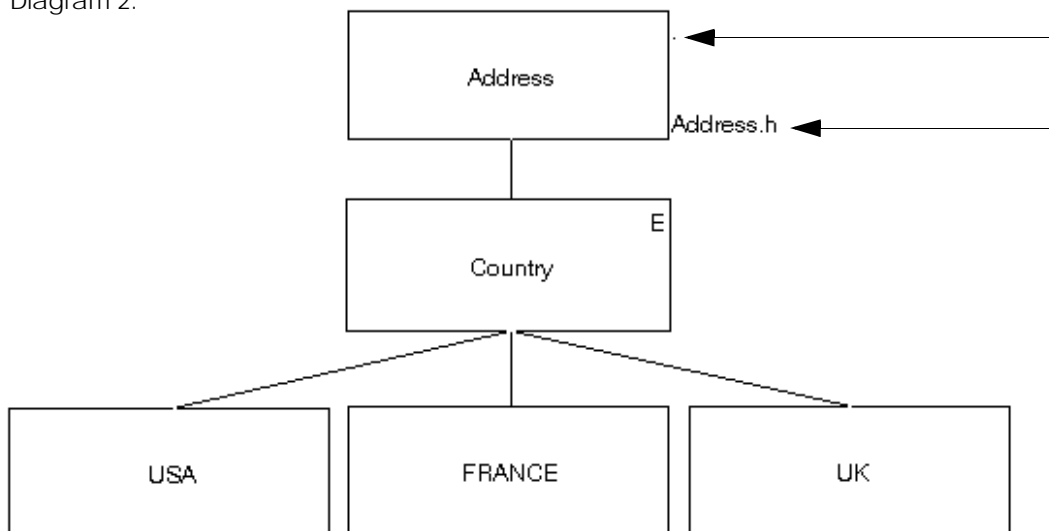 Diagram 2.
.
Address
Address.h
E
Country
USA FRANCE UK